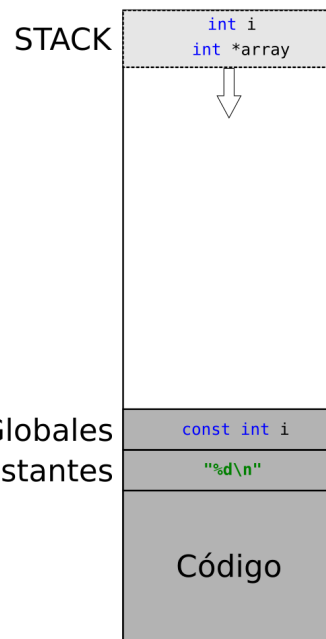 STACK
int i
int *array
Globales
const int i
stantes
"%d\n"
Código